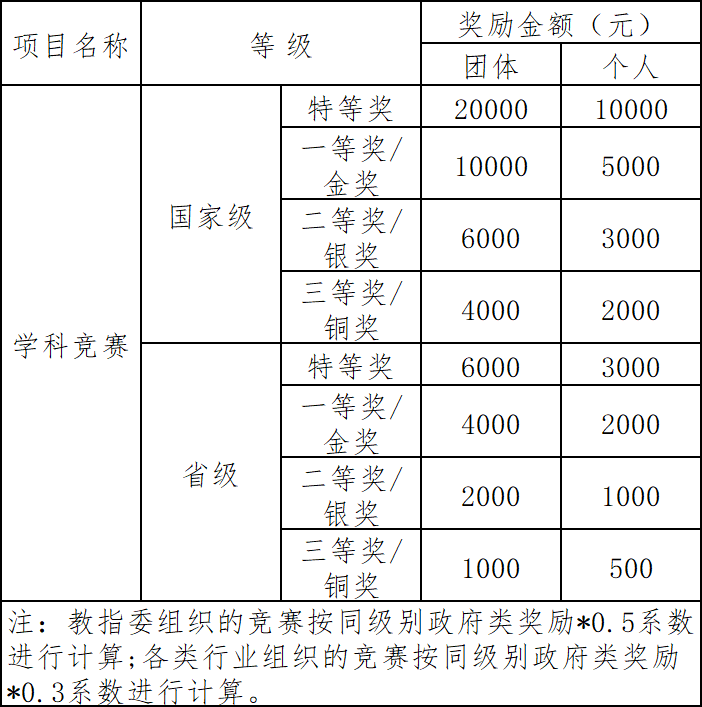 项目名称
等 级
奖励金额（元）
团体
个人
学科竞赛
国家级
特等奖
20000
10000
一等奖/
金奖
10000
5000
二等奖/
银奖
6000
3000
三等奖/
铜奖
4000
2000
省级
特等奖
6000
3000
一等奖/
金奖
4000
2000
二等奖/
银奖
2000
1000
三等奖/
铜奖
1000
500
注：教指委组织的竞赛按同级别政府类奖励*0.5系数
进行计算;各类行业组织的竞赛按同级别政府类奖励
*0.3系数进行计算。